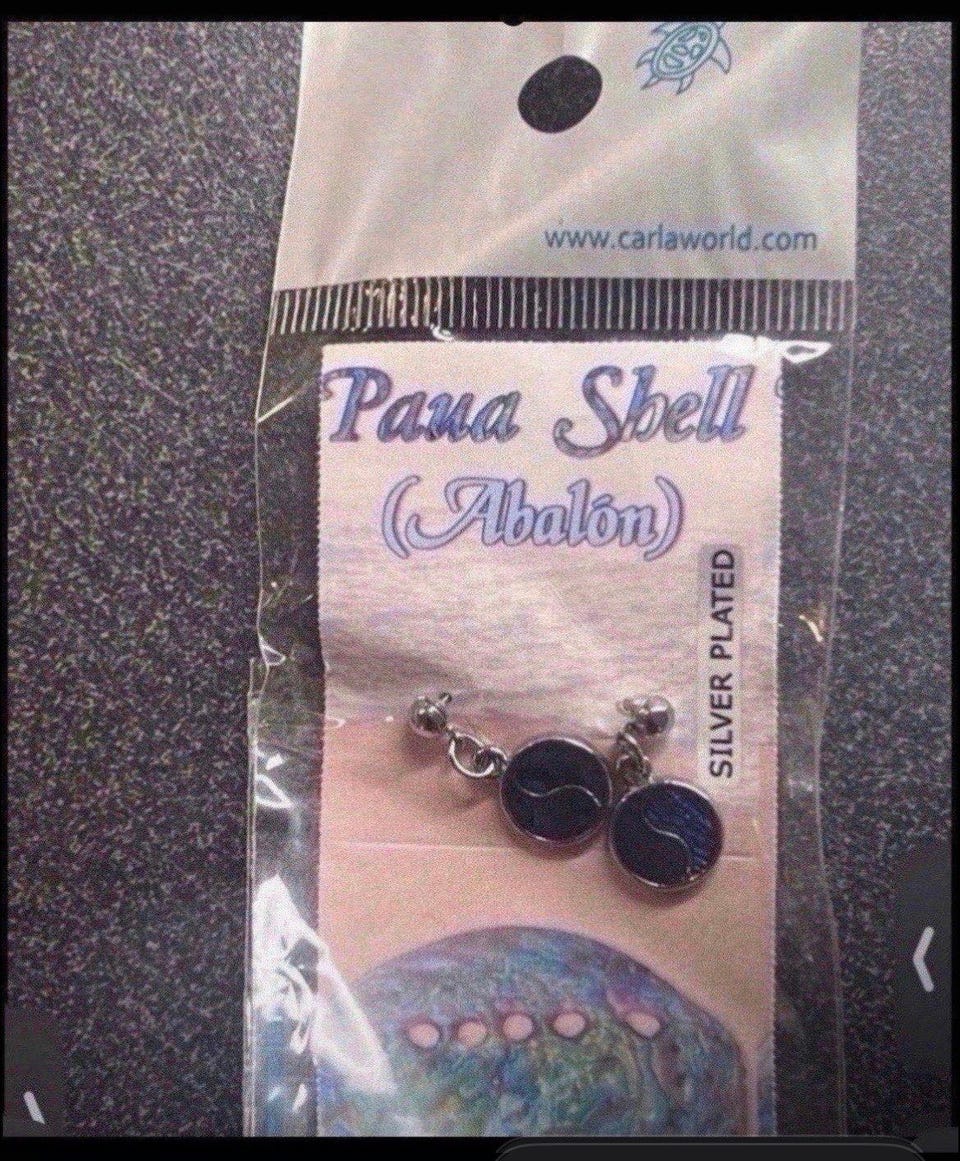 www.carlaworld.com
Paua Shell
(Abalón)
SILVER PLATED